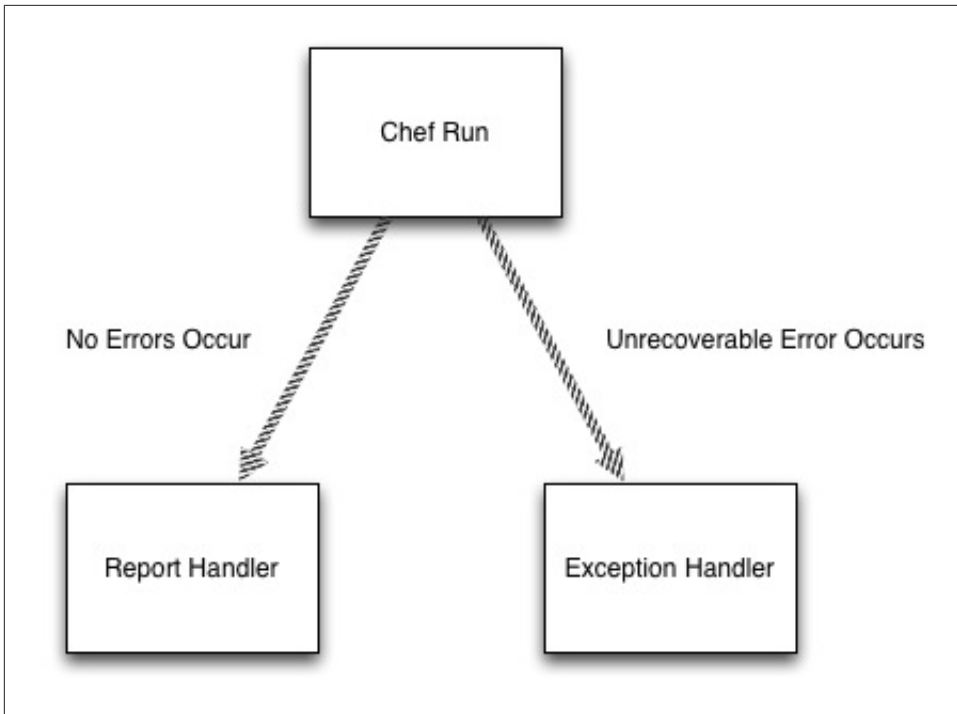 Chef Run
No Errors Occur
Unrecoverable Error Occurs
Report Handler
Exception Handler